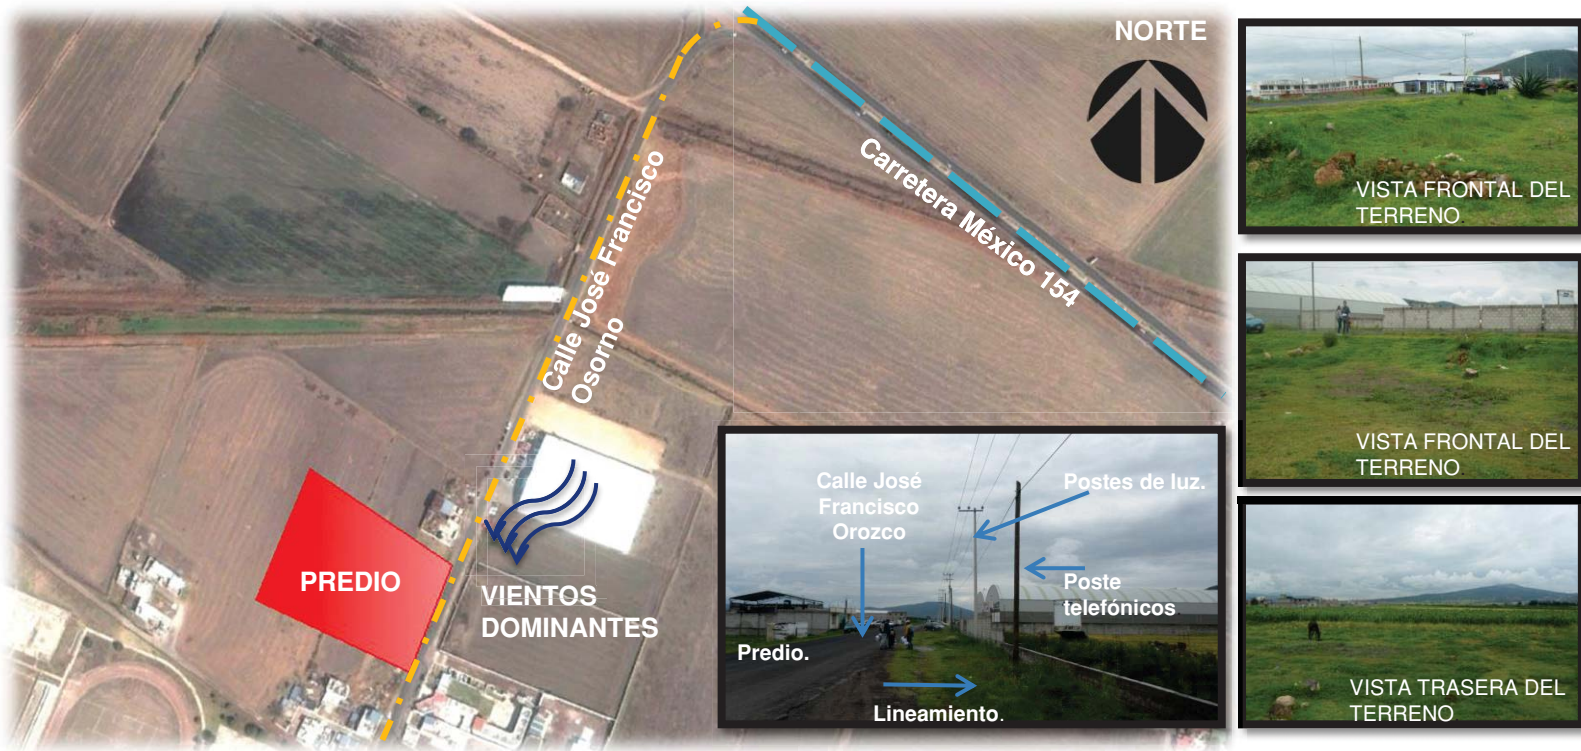 NORTE
Calle José Francisco
Osorno
Carretera México 154
PREDIO
VIENTOS
DOMINANTES
Calle José
Francisco
Orozco
Postes de luz.
Poste
telefónicos.
Predio.
Lineamiento.
VISTA FRONTAL DEL
TERRENO.
VISTA FRONTAL DEL
TERRENO.
VISTA TRASERA DEL
TERRENO.